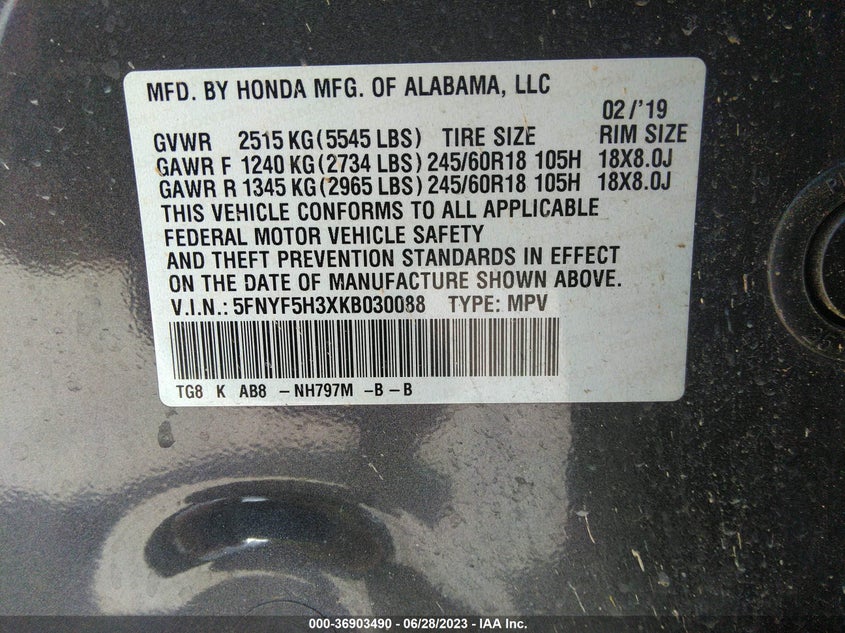 MFD. BY HONDA MFG. OF ALABAMA, LLC
02/'19
GVWR 2515 KG(5545 LBS) TIRE SIZE RIM SIZE
GAWR F 1240 KG(2734 LBS) 245/60R18 105H 18X8.0J
GAWR R 1345 KG(2965 LBS) 245/60R18 105H 18X8.0J
THIS VEHICLE CONFORMS TO ALL APPLICABLE
FEDERAL MOTOR VEHICLE SAFETY
AND THEFT PREVENTION STANDARDS IN EFFECT
ON THE DATE OF MANUFACTURE SHOWN ABOVE.
V.I.N.: 5FNYF5H3XKB030088 TYPE: MPV
TG8 K AB8 -NH797M -B-B
000-36903490 - 06/28/2023 - IAA Inc.